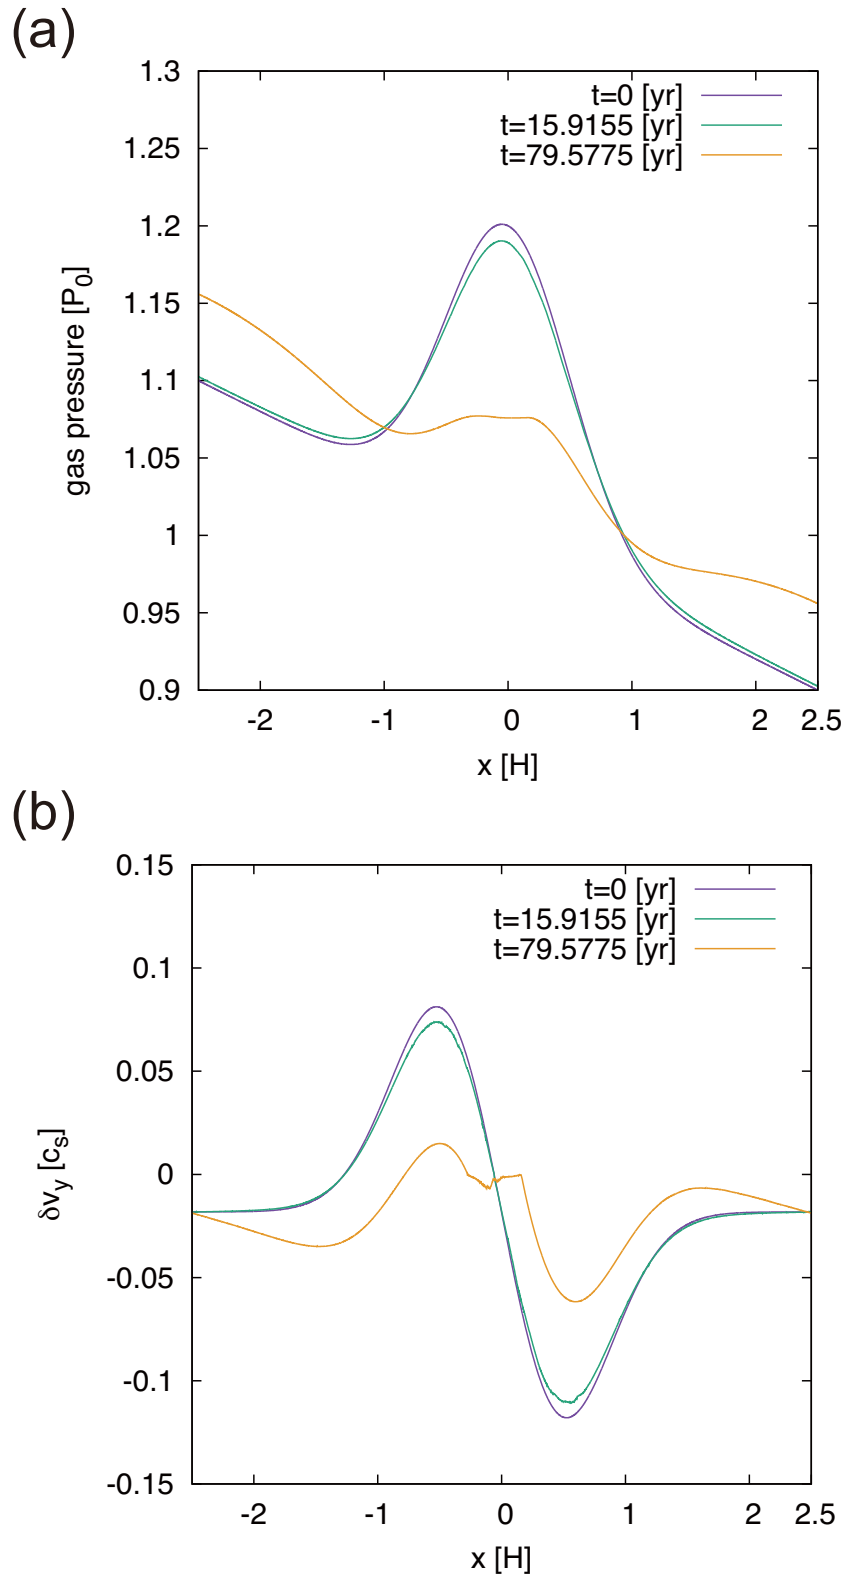 (a)
1.3
1.25
1.2
1.15
1.1
1.05
1
0.95
0.9
gas pressure [P0]
t=0 [yr]
t=15.9155 [yr]
t=79.5775 [yr]
-2 -1 0 1 2 2.5
x [H]
(b)
0.15
0.1
0.05
0
-0.05
-0.1
-0.15
δvy [cs]
t=0 [yr]
t=15.9155 [yr]
t=79.5775 [yr]
-2 -1 0 1 2 2.5
x [H]